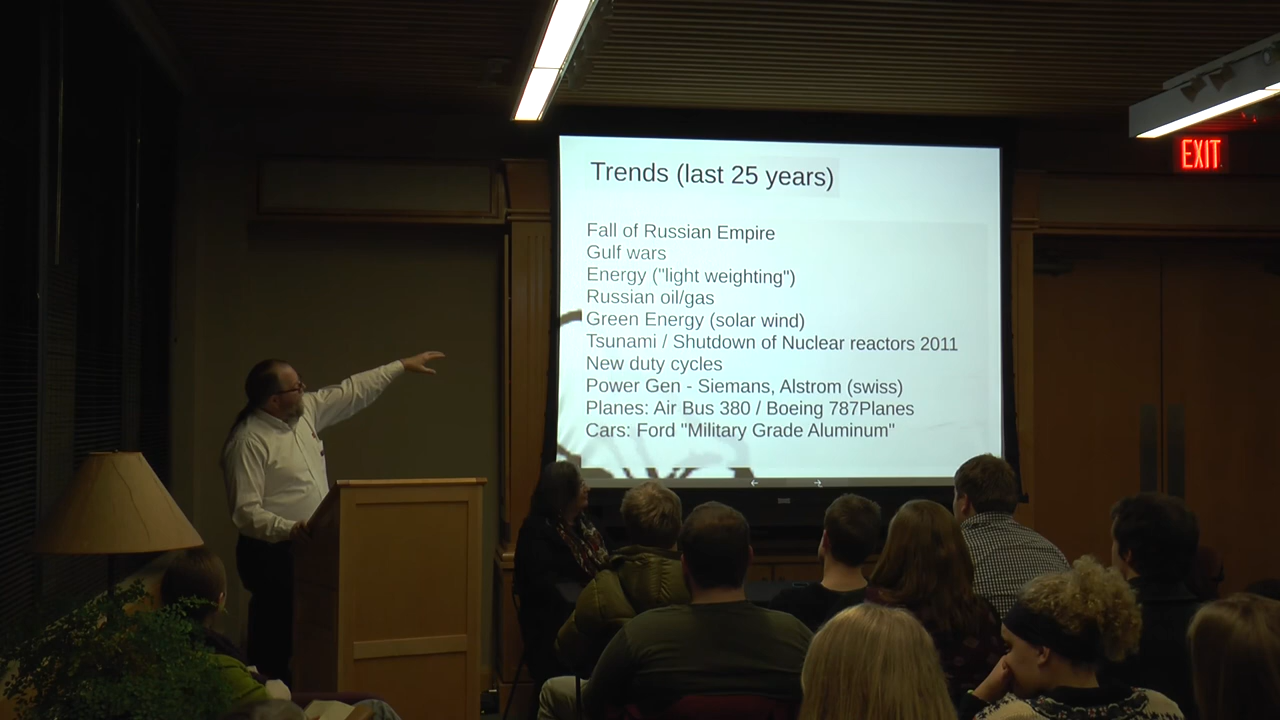 Trends (last 25 years)
Fall of Russian Empire
Gulf wars
Energy ("light weighting")
Russian oil/gas
Green Energy (solar wind)
Tsunami / Shutdown of Nuclear reactors 2011
New duty cycles
Power Gen - Siemans, Alstrom (swiss)
Planes: Air Bus 380 / Boeing 787Planes
Cars: Ford "Military Grade Aluminum"
EXIT